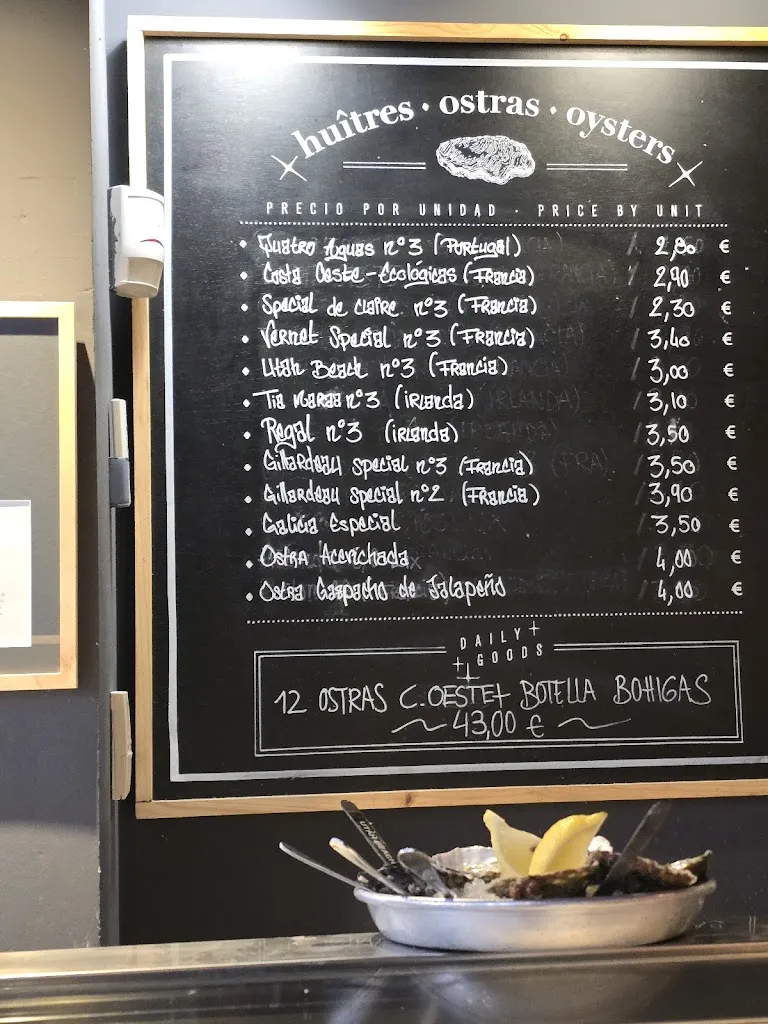 huîtres · ostras · oysters
PRECIO POR UNIDAD · PRICE BY UNIT
• Quatro Aguas nº3 (Portugal) / 2,80 €
• Costa Oeste-Ecológicas (Francia) / 2,90 €
• Special de claire nº3 (Francia) / 2,30 €
• Vernet Special nº3 (Francia) / 3,40 €
• Utah Beach nº3 (Francia) / 3,00 €
• Tia Maraa nº3 (irlanda) / 3,10 €
• Regal nº3 (irlanda) / 3,50 €
• Gillardeau special nº3 (Francia) / 3,50 €
• Gillardeau special nº2 (Francia) / 3,90 €
• Galicia Especial / 3,50 €
• Ostra Acevichada / 4,00 €
• Ostra Gaspacho de Jalapeño / 4,00 €
DAILY
GOODS
12 OSTRAS C.OESTE+ BOTELLA BOHIGAS
~ 43,00 € ~